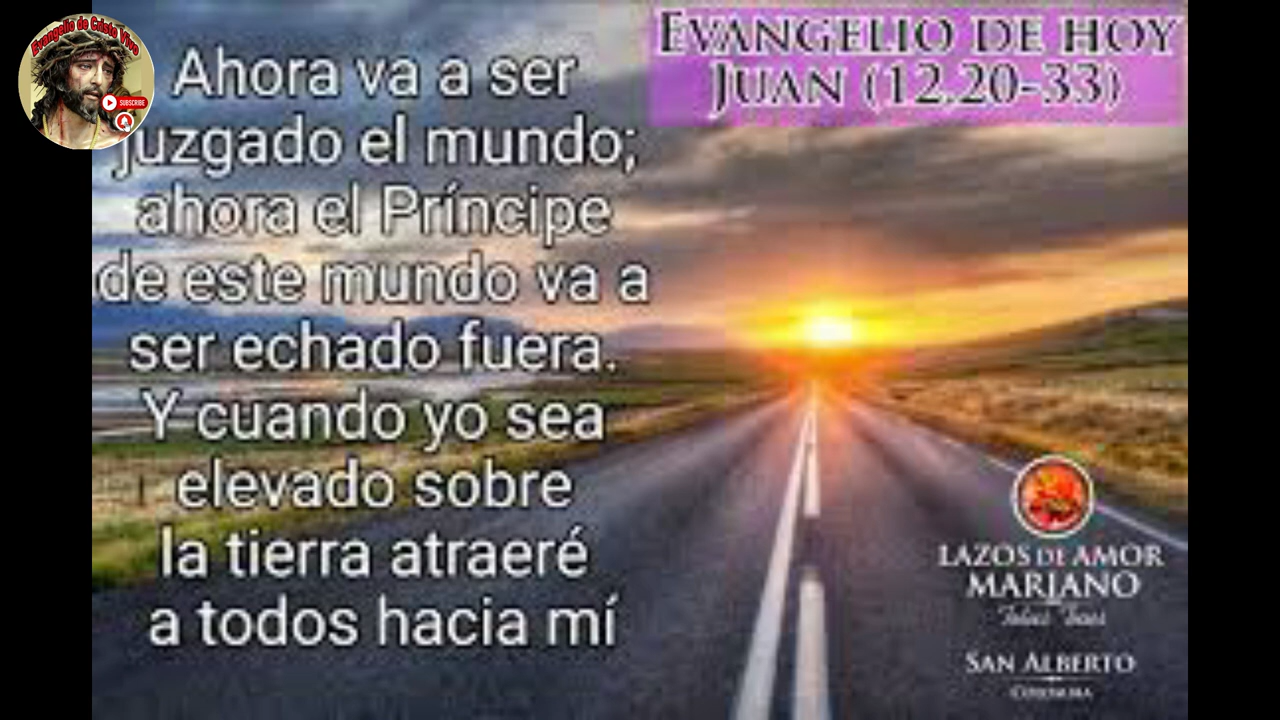 Evangelio de Cristo Vivo
SUBSCRIBE
EVANGELIO DE HOY
JUAN (12,20-33)
Ahora va a ser
juzgado el mundo;
ahora el Príncipe
de este mundo va a
ser echado fuera.
Y cuando yo sea
elevado sobre
la tierra atraeré
a todos hacia mí
LAZOS DE AMOR
MARIANO
SAN ALBERTO